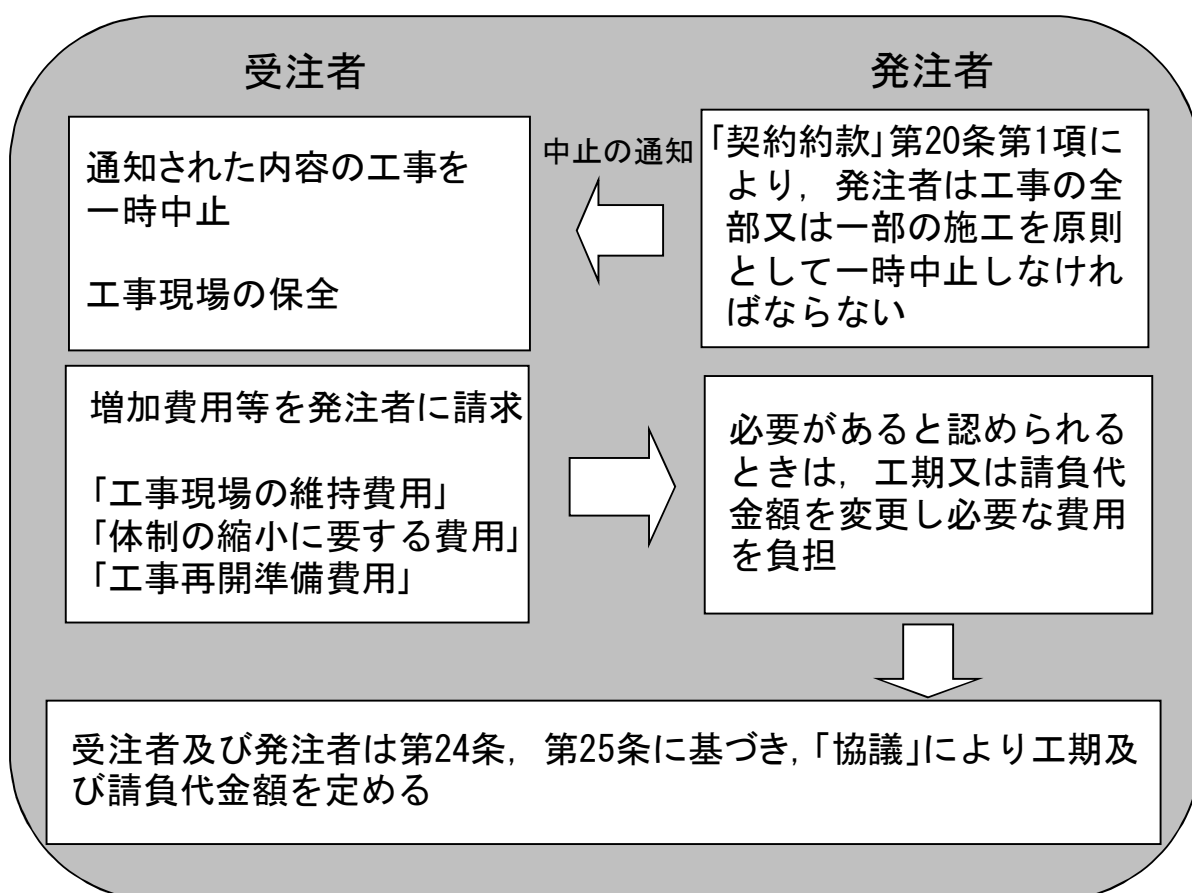 受注者
発注者
通知された内容の工事を
一時中止
工事現場の保全
中止の通知
「契約約款」第20条第1項に
より，発注者は工事の全
部又は一部の施工を原則
として一時中止しなけれ
ばならない
増加費用等を発注者に請求
「工事現場の維持費用」
「体制の縮小に要する費用」
「工事再開準備費用」
必要があると認められる
ときは，工期又は請負代
金額を変更し必要な費用
を負担
受注者及び発注者は第24条，第25条に基づき，「協議」により工期及
び請負代金額を定める